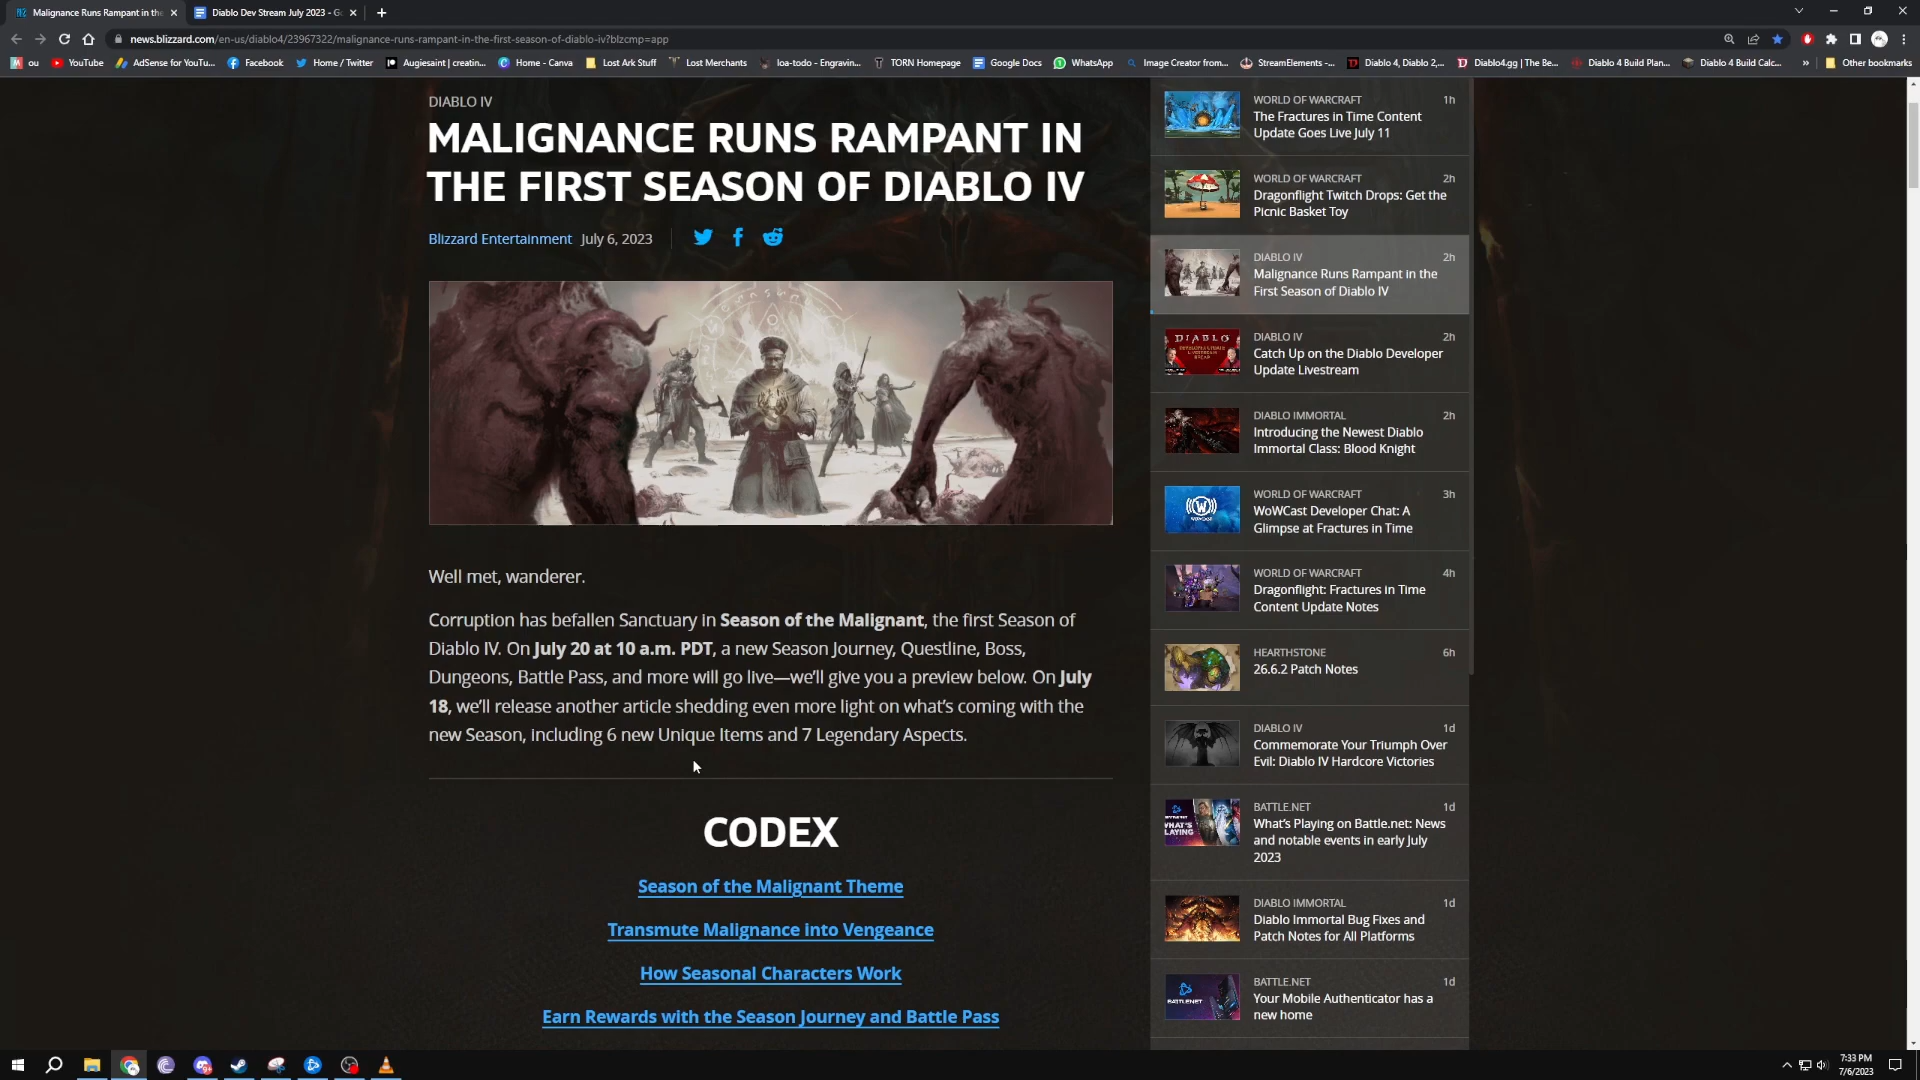 Malignance Runs Rampant in the
Diablo Dev Stream July 2023 - G
news.blizzard.com/en-us/diablo4/23967322/malignance-runs-rampant-in-the-first-season-of-diablo-iv?blzcmp=app
ou
YouTube
AdSense for YouTu...
Facebook
Home / Twitter
Augiesaint | creatin...
Home - Canva
Lost Ark Stuff
Lost Merchants
loa-todo - Engravin...
TORN Homepage
Google Docs
WhatsApp
Image Creator from...
StreamElements -...
Diablo 4, Diablo 2,...
Diablo4.gg | The Be...
Diablo 4 Build Plan...
Diablo 4 Build Calc...
»
Other bookmarks
DIABLO IV
MALIGNANCE RUNS RAMPANT IN
THE FIRST SEASON OF DIABLO IV
Blizzard Entertainment July 6, 2023
Well met, wanderer.
Corruption has befallen Sanctuary in Season of the Malignant, the first Season of
Diablo IV. On July 20 at 10 a.m. PDT, a new Season Journey, Questline, Boss,
Dungeons, Battle Pass, and more will go live—we'll give you a preview below. On July
18, we'll release another article shedding even more light on what's coming with the
new Season, including 6 new Unique Items and 7 Legendary Aspects.
CODEX
Season of the Malignant Theme
Transmute Malignance into Vengeance
How Seasonal Characters Work
Earn Rewards with the Season Journey and Battle Pass
WORLD OF WARCRAFT 1h
The Fractures in Time Content
Update Goes Live July 11
WORLD OF WARCRAFT 2h
Dragonflight Twitch Drops: Get the
Picnic Basket Toy
DIABLO IV 2h
Malignance Runs Rampant in the
First Season of Diablo IV
DIABLO
DIABLO IV 2h
Catch Up on the Diablo Developer
Update Livestream
DIABLO IMMORTAL 2h
Introducing the Newest Diablo
Immortal Class: Blood Knight
WORLD OF WARCRAFT 3h
WoWCast Developer Chat: A
Glimpse at Fractures in Time
WORLD OF WARCRAFT 4h
Dragonflight: Fractures in Time
Content Update Notes
HEARTHSTONE 6h
26.6.2 Patch Notes
DIABLO IV 1d
Commemorate Your Triumph Over
Evil: Diablo IV Hardcore Victories
BATTLE.NET 1d
What's Playing on Battle.net: News
and notable events in early July
2023
DIABLO IMMORTAL 1d
Diablo Immortal Bug Fixes and
Patch Notes for All Platforms
BATTLE.NET 1d
Your Mobile Authenticator has a
new home
7:33 PM
7/6/2023